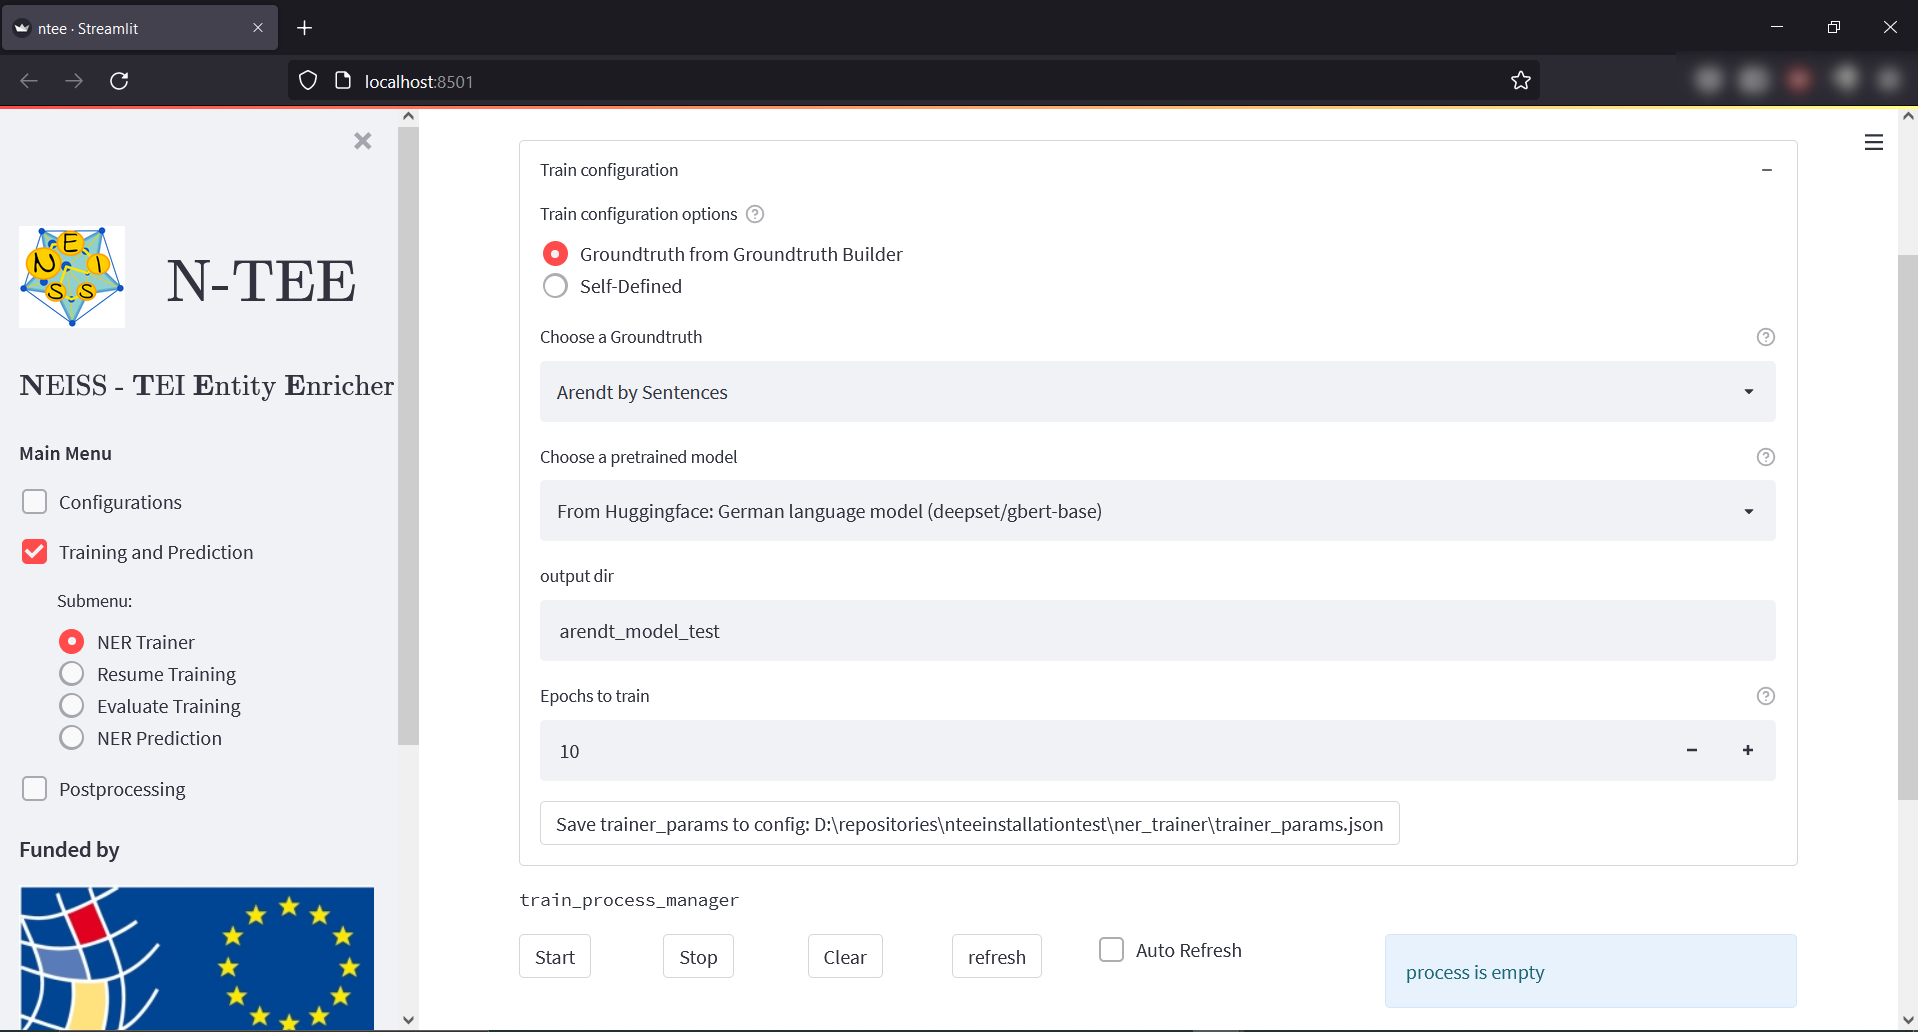 ntee · Streamlit
localhost:8501
N E I S S
N-TEE
NEISS - TEI Entity Enricher
Main Menu
Configurations
Training and Prediction
Submenu:
NER Trainer
Resume Training
Evaluate Training
NER Prediction
Postprocessing
Funded by
Train configuration
Train configuration options
Groundtruth from Groundtruth Builder
Self-Defined
Choose a Groundtruth
Arendt by Sentences
Choose a pretrained model
From Huggingface: German language model (deepset/gbert-base)
output dir
arendt_model_test
Epochs to train
10
Save trainer_params to config: D:\repositories\nteeinstallationtest\ner_trainer\trainer_params.json
train_process_manager
Start
Stop
Clear
refresh
Auto Refresh
process is empty